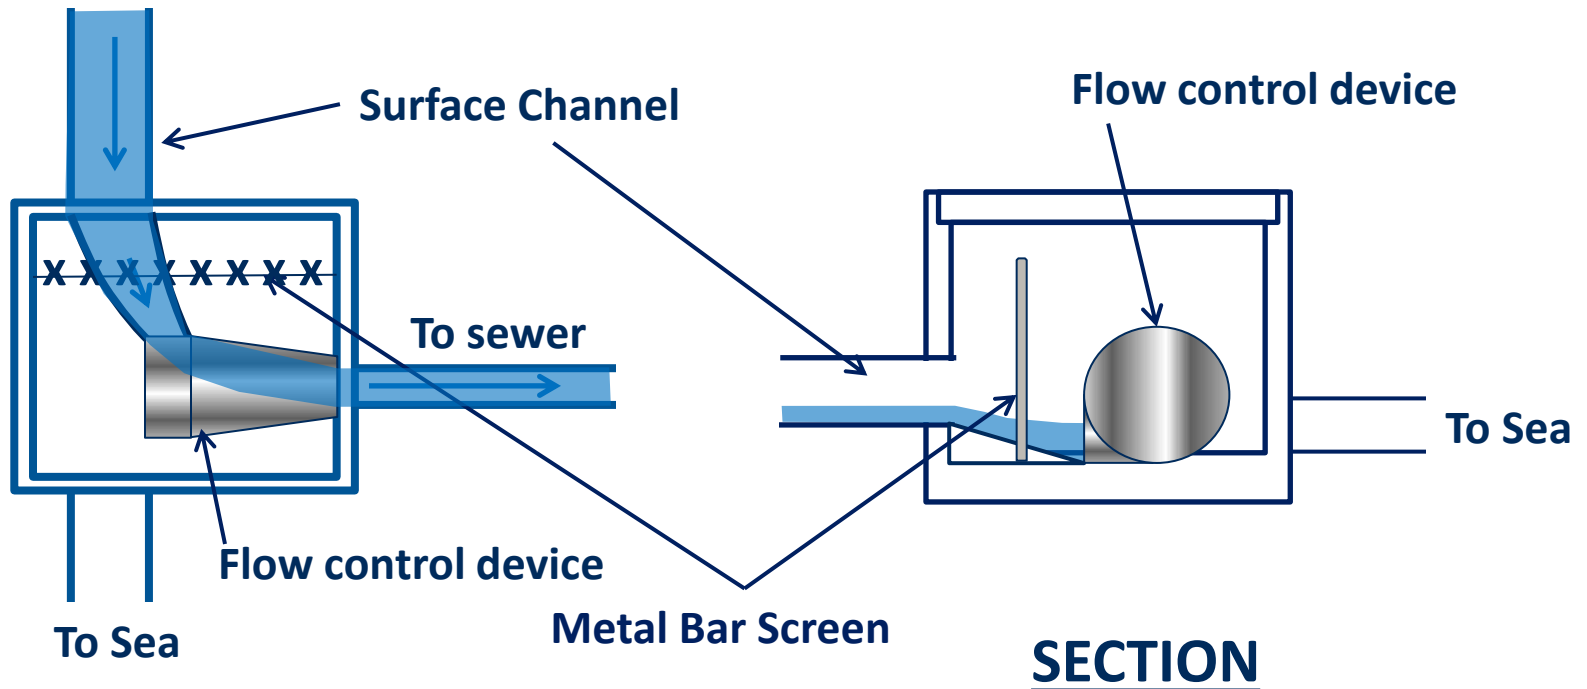 Surface Channel
Flow control device
X X X X X X X X
To sewer
To Sea
Flow control device
Metal Bar Screen
To Sea
SECTION